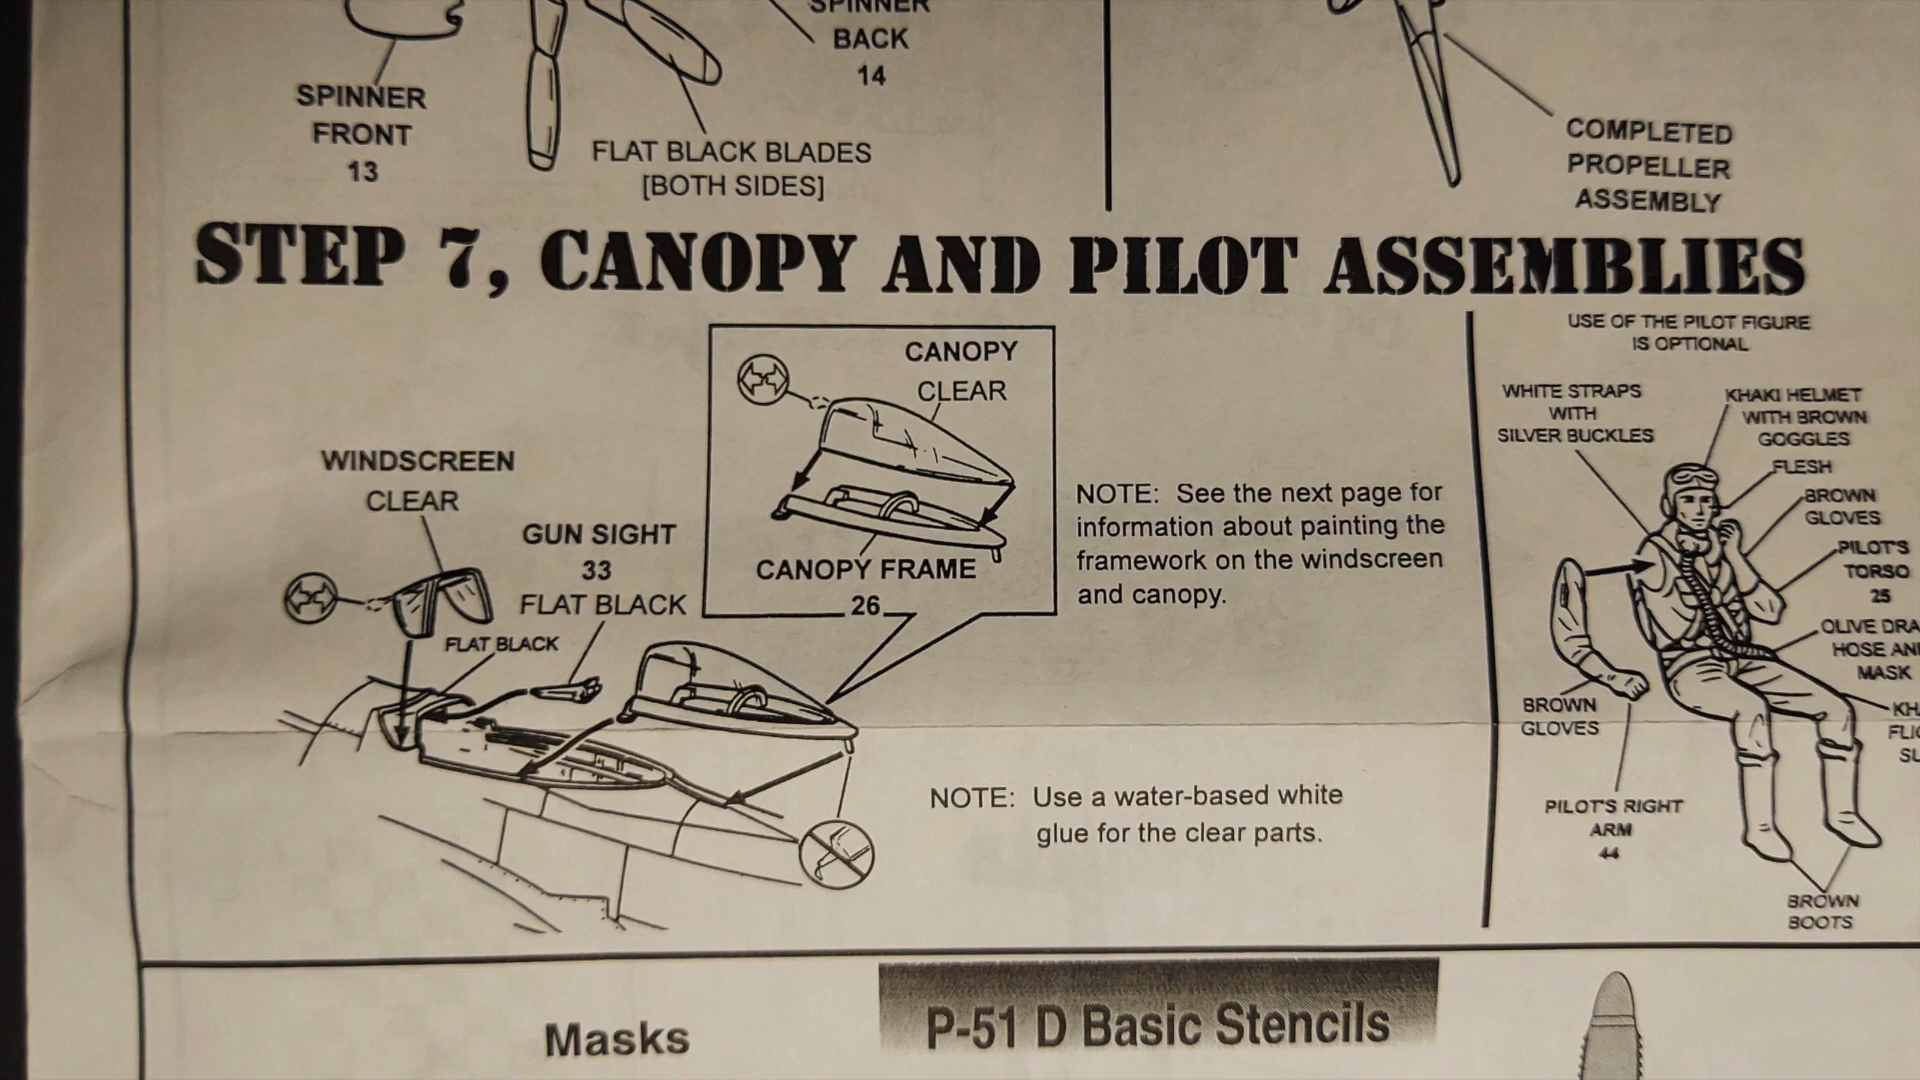 SPINNER
BACK
14
SPINNER
FRONT
13
FLAT BLACK BLADES
[BOTH SIDES]
COMPLETED
PROPELLER
ASSEMBLY
STEP 7, CANOPY AND PILOT ASSEMBLIES
CANOPY
CLEAR
CANOPY FRAME
26
WINDSCREEN
CLEAR
GUN SIGHT
33
FLAT BLACK
FLAT BLACK
NOTE: See the next page for
information about painting the
framework on the windscreen
and canopy.
NOTE: Use a water-based white
glue for the clear parts.
USE OF THE PILOT FIGURE
IS OPTIONAL
WHITE STRAPS
WITH
SILVER BUCKLES
KHAKI HELMET
WITH BROWN
GOGGLES
FLESH
BROWN
GLOVES
PILOT'S
TORSO
25
OLIVE DRA
HOSE AN
MASK
KH
FLI
SU
BROWN
GLOVES
PILOT'S RIGHT
ARM
44
BROWN
BOOTS
Masks
P-51 D Basic Stencils